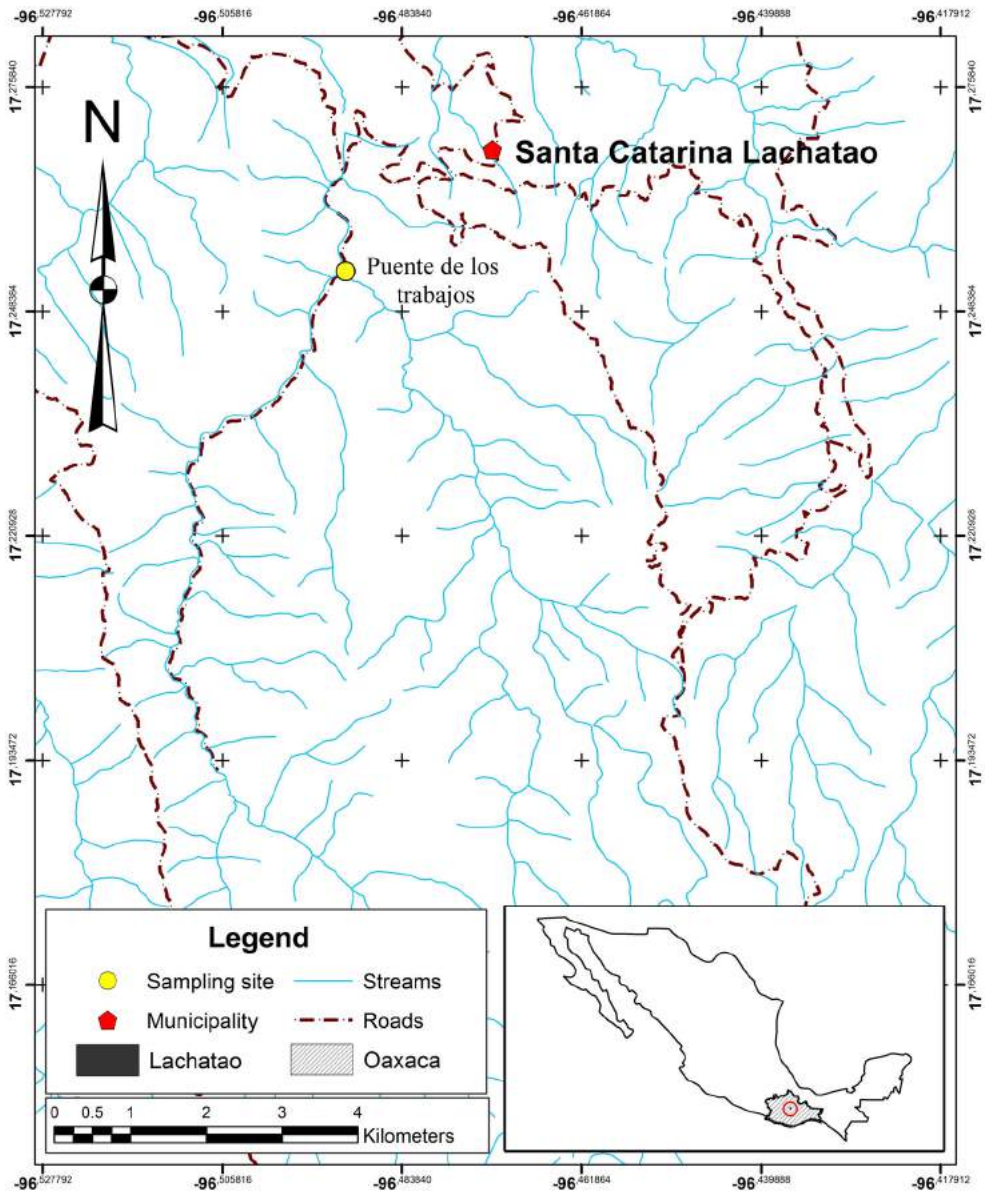 -96,527792 -96,505816 -96,483840 -96,461864 -96,439888 -96,417912
17,275840 17,275840
N
Santa Catarina Lachatao
Puente de los
trabajos
17,248384 17,248384
17,220928 17,220928
17,193472 17,193472
17,166016 17,166016
Legend
Sampling site Streams
Municipality Roads
Lachatao Oaxaca
0 0.5 1 2 3 4
Kilometers
-96,527792 -96,505816 -96,483840 -96,461864 -96,439888 -96,417912